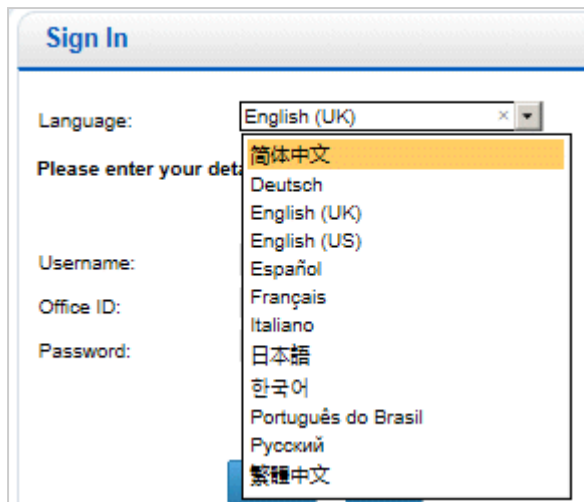 Sign In
Language:
English (UK)
Please enter your deta
简体中文
Deutsch
English (UK)
English (US)
Español
Français
Italiano
日本語
한국어
Português do Brasil
Русский
繁體中文
Username:
Office ID:
Password: